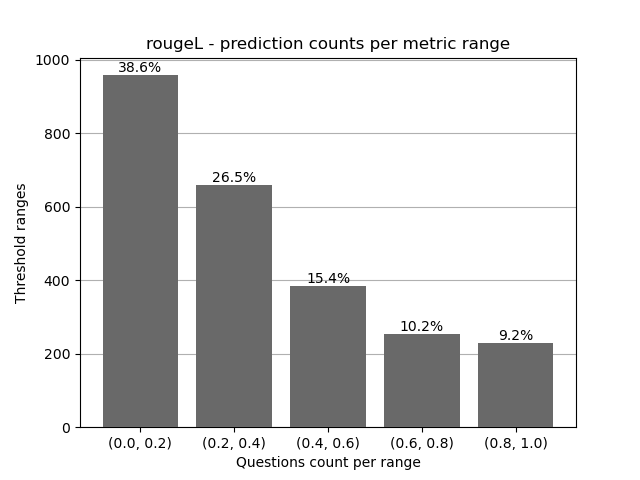 rougeL - prediction counts per metric range
1000
38.6%
800
26.5%
600
400
15.4%
10.2%
9.2%
200
0
Threshold ranges
(0.0, 0.2) (0.2, 0.4) (0.4, 0.6) (0.6, 0.8) (0.8, 1.0)
Questions count per range